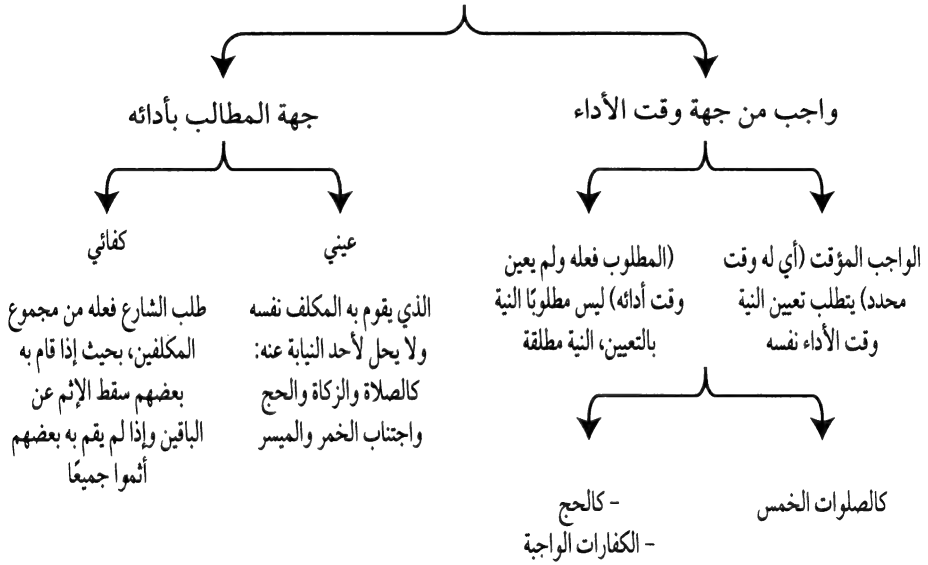 واجب من جهة وقت الأداء
جهة المطالب بأدائه
الواجب المؤقت (أي له وقت
محدد) يتطلب تعيين النية
وقت الأداء نفسه
(المطلوب فعله ولم يعين
وقت أدائه) ليس مطلوبًا النية
بالتعيين، النية مطلقة
كالصلوات الخمس
- كالحج
- الكفارات الواجبة
عيني
الذي يقوم به المكلف نفسه
ولا يحل لأحد النيابة عنه:
كالصلاة والزكاة والحج
واجتناب الخمر والميسر
كفائي
طلب الشارع فعله من مجموع
المكلفين، بحيث إذا قام به
بعضهم سقط الإثم عن
الباقين وإذا لم يقم به بعضهم
أثموا جميعًا